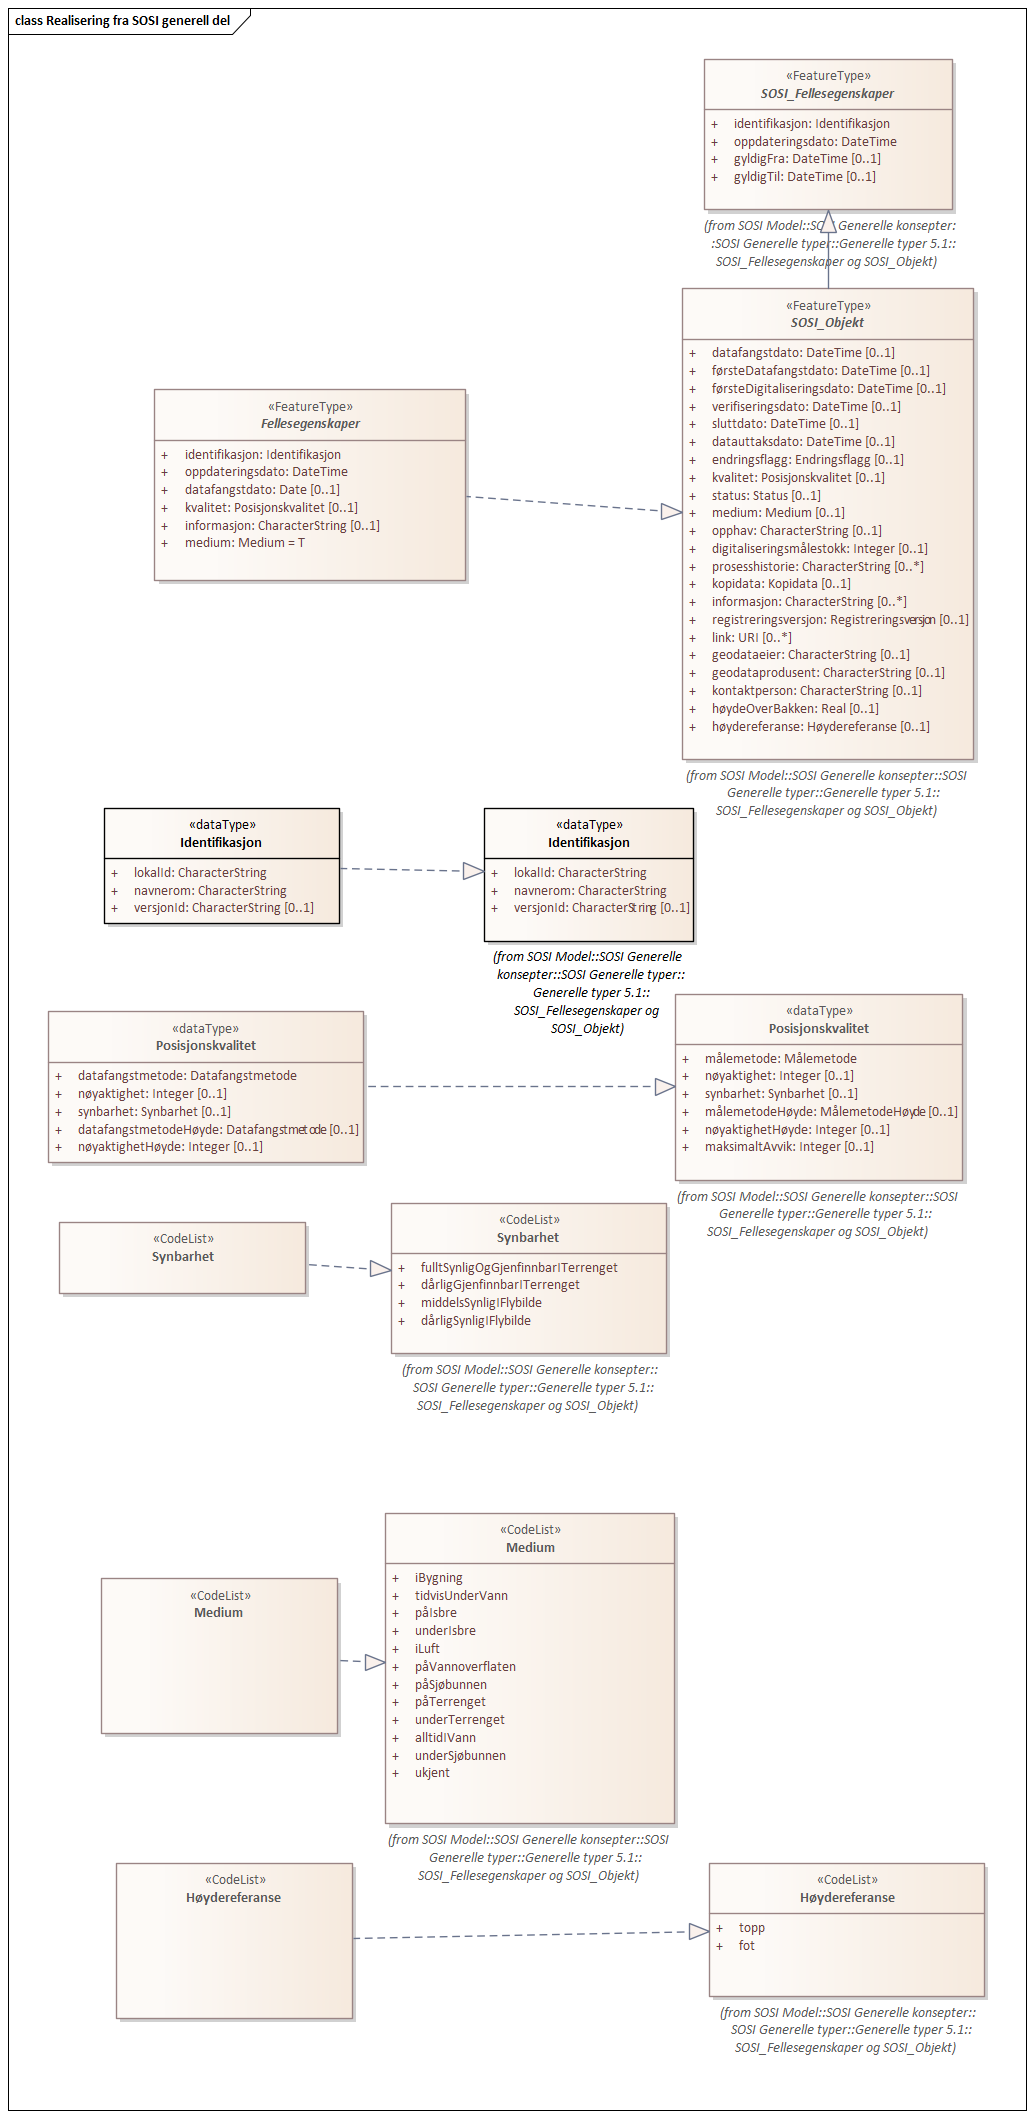 class Realisering fra SOSI generell del
«FeatureType»
SOSI_Fellesegenskaper
+ identifikasjon: Identifikasjon
+ oppdateringsdato: DateTime
+ gyldigFra: DateTime [0..1]
+ gyldigTil: DateTime [0..1]
(from SOSI Model::SOSI Generelle konsepter:
:SOSI Generelle typer::Generelle typer 5.1::
SOSI_Fellesegenskaper og SOSI_Objekt)
«FeatureType»
SOSI_Objekt
+ datafangstdato: DateTime [0..1]
+ førsteDatafangstdato: DateTime [0..1]
+ førsteDigitaliseringsdato: DateTime [0..1]
+ verifiseringsdato: DateTime [0..1]
+ sluttdato: DateTime [0..1]
+ datauttaksdato: DateTime [0..1]
+ endringsflagg: Endringsflagg [0..1]
+ kvalitet: Posisjonskvalitet [0..1]
+ status: Status [0..1]
+ medium: Medium [0..1]
+ opphav: CharacterString [0..1]
+ digitaliseringsmålestokk: Integer [0..1]
+ prosesshistorie: CharacterString [0..*]
+ kopidata: Kopidata [0..1]
+ informasjon: CharacterString [0..*]
+ registreringsversjon: Registreringsversjon [0..1]
+ link: URI [0..*]
+ geodataeier: CharacterString [0..1]
+ geodataprodusent: CharacterString [0..1]
+ kontaktperson: CharacterString [0..1]
+ høydeOverBakken: Real [0..1]
+ høydereferanse: Høydereferanse [0..1]
(from SOSI Model::SOSI Generelle konsepter::SOSI
Generelle typer::Generelle typer 5.1::
SOSI_Fellesegenskaper og SOSI_Objekt)
«FeatureType»
Fellesegenskaper
+ identifikasjon: Identifikasjon
+ oppdateringsdato: DateTime
+ datafangstdato: Date [0..1]
+ kvalitet: Posisjonskvalitet [0..1]
+ informasjon: CharacterString [0..1]
+ medium: Medium = T
«dataType»
Identifikasjon
+ lokalId: CharacterString
+ navnerom: CharacterString
+ versjonId: CharacterString [0..1]
«dataType»
Identifikasjon
+ lokalId: CharacterString
+ navnerom: CharacterString
+ versjonId: CharacterString [0..1]
(from SOSI Model::SOSI Generelle
konsepter::SOSI Generelle typer::
Generelle typer 5.1::
SOSI_Fellesegenskaper og
SOSI_Objekt)
«dataType»
Posisjonskvalitet
+ datafangstmetode: Datafangstmetode
+ nøyaktighet: Integer [0..1]
+ synbarhet: Synbarhet [0..1]
+ datafangstmetodeHøyde: Datafangstmetode [0..1]
+ nøyaktighetHøyde: Integer [0..1]
«dataType»
Posisjonskvalitet
+ målemetode: Målemetode
+ nøyaktighet: Integer [0..1]
+ synbarhet: Synbarhet [0..1]
+ målemetodeHøyde: MålemetodeHøyde [0..1]
+ nøyaktighetHøyde: Integer [0..1]
+ maksimaltAvvik: Integer [0..1]
(from SOSI Model::SOSI Generelle konsepter::SOSI
Generelle typer::Generelle typer 5.1::
SOSI_Fellesegenskaper og SOSI_Objekt)
«CodeList»
Synbarhet
«CodeList»
Synbarhet
+ fulltSynligOgGjenfinnbarITerrenget
+ dårligGjenfinnbarITerrenget
+ middelsSynligIFlybilde
+ dårligSynligIFlybilde
(from SOSI Model::SOSI Generelle konsepter::
SOSI Generelle typer::Generelle typer 5.1::
SOSI_Fellesegenskaper og SOSI_Objekt)
«CodeList»
Medium
«CodeList»
Medium
+ iBygning
+ tidvisUnderVann
+ påIsbre
+ underIsbre
+ iLuft
+ påVannoverflaten
+ påSjøbunnen
+ påTerrenget
+ underTerrenget
+ alltidIVann
+ underSjøbunnen
+ ukjent
(from SOSI Model::SOSI Generelle konsepter::SOSI
Generelle typer::Generelle typer 5.1::
SOSI_Fellesegenskaper og SOSI_Objekt)
«CodeList»
Høydereferanse
«CodeList»
Høydereferanse
+ topp
+ fot
(from SOSI Model::SOSI Generelle konsepter::
SOSI Generelle typer::Generelle typer 5.1::
SOSI_Fellesegenskaper og SOSI_Objekt)